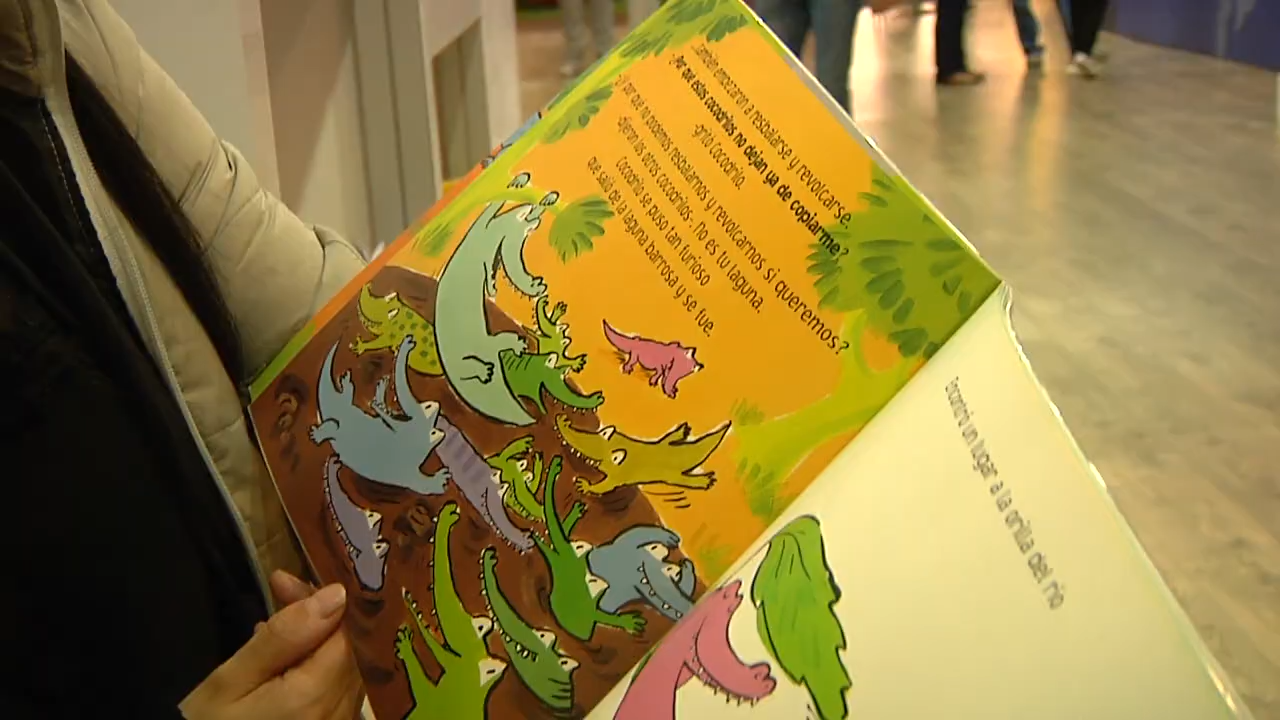 También empezaron a resbalarse y revolcarse.
-¿Por qué estos cocodrilos no dejan ya de copiarme?
-gritó Cocodrilo.
-¿Y por qué no podemos resbalarnos y revolcarnos si queremos?
-dijeron los otros cocodrilos-. No es tu laguna.
Cocodrilo se puso tan furioso
que salió de la laguna barrosa y se fue.
Encontró un lugar a la orilla del río